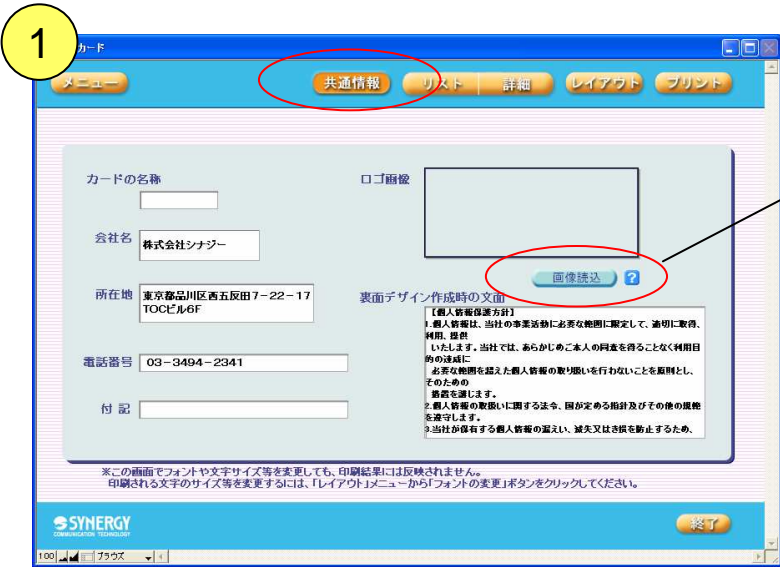 1
カード
メニュー
共通情報
リスト
詳細
レイアウト
プリント
カードの名称
ロゴ画像
会社名
株式会社シナジー
画像読込
?
所在地
東京都品川区西五反田7-22-17
TOCビル6F
裏面デザイン作成時の文面
【個人情報保護方針】
1.個人情報は、当社の事業活動に必要な範囲に限定して、適切に取得、
利用、提供
いたします。当社では、あらかじめご本人の同意を得ることなく利用目
的の達成に
必要な範囲を超えた個人情報の取り扱いを行わないことを原則とし、
そのための
措置を講じます。
2.個人情報の取扱いに関する法令、国が定める指針及びその他の規範
を遵守します。
3.当社が保有する個人情報の漏えい、滅失又はき損を防止するため、
電話番号
03-3494-2341
付 記
※この画面でフォントや文字サイズ等を変更しても、印刷結果には反映されません。
印刷される文字のサイズ等を変更するには、「レイアウト」メニューから「フォントの変更」ボタンをクリックしてください。
SYNERGY
COMMUNICATION TECHNOLOGY
終了
100
ブラウズ